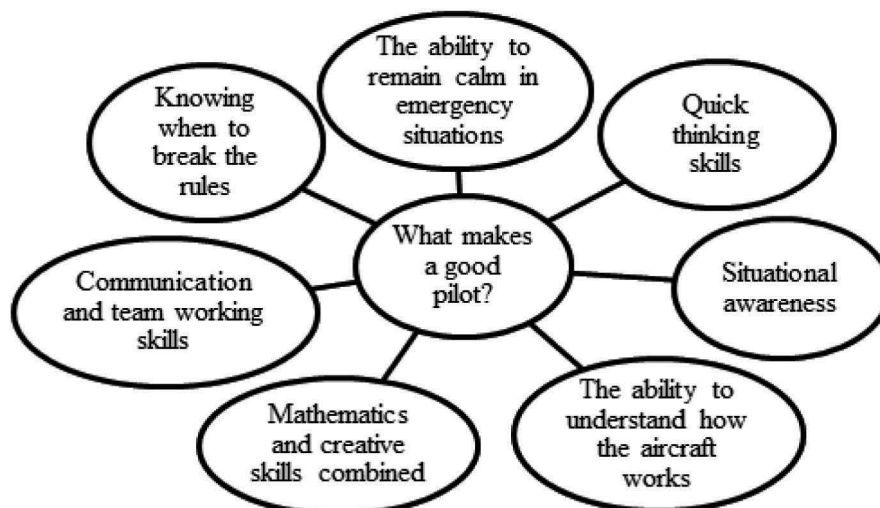 What makes
a good
pilot?
The ability to
remain calm in
emergency
situations
Quick
thinking
skills
Situational
awareness
The ability to
understand how
the aircraft
works
Mathematics
and creative
skills combined
Communication
and team working
skills
Knowing
when to
break the
rules